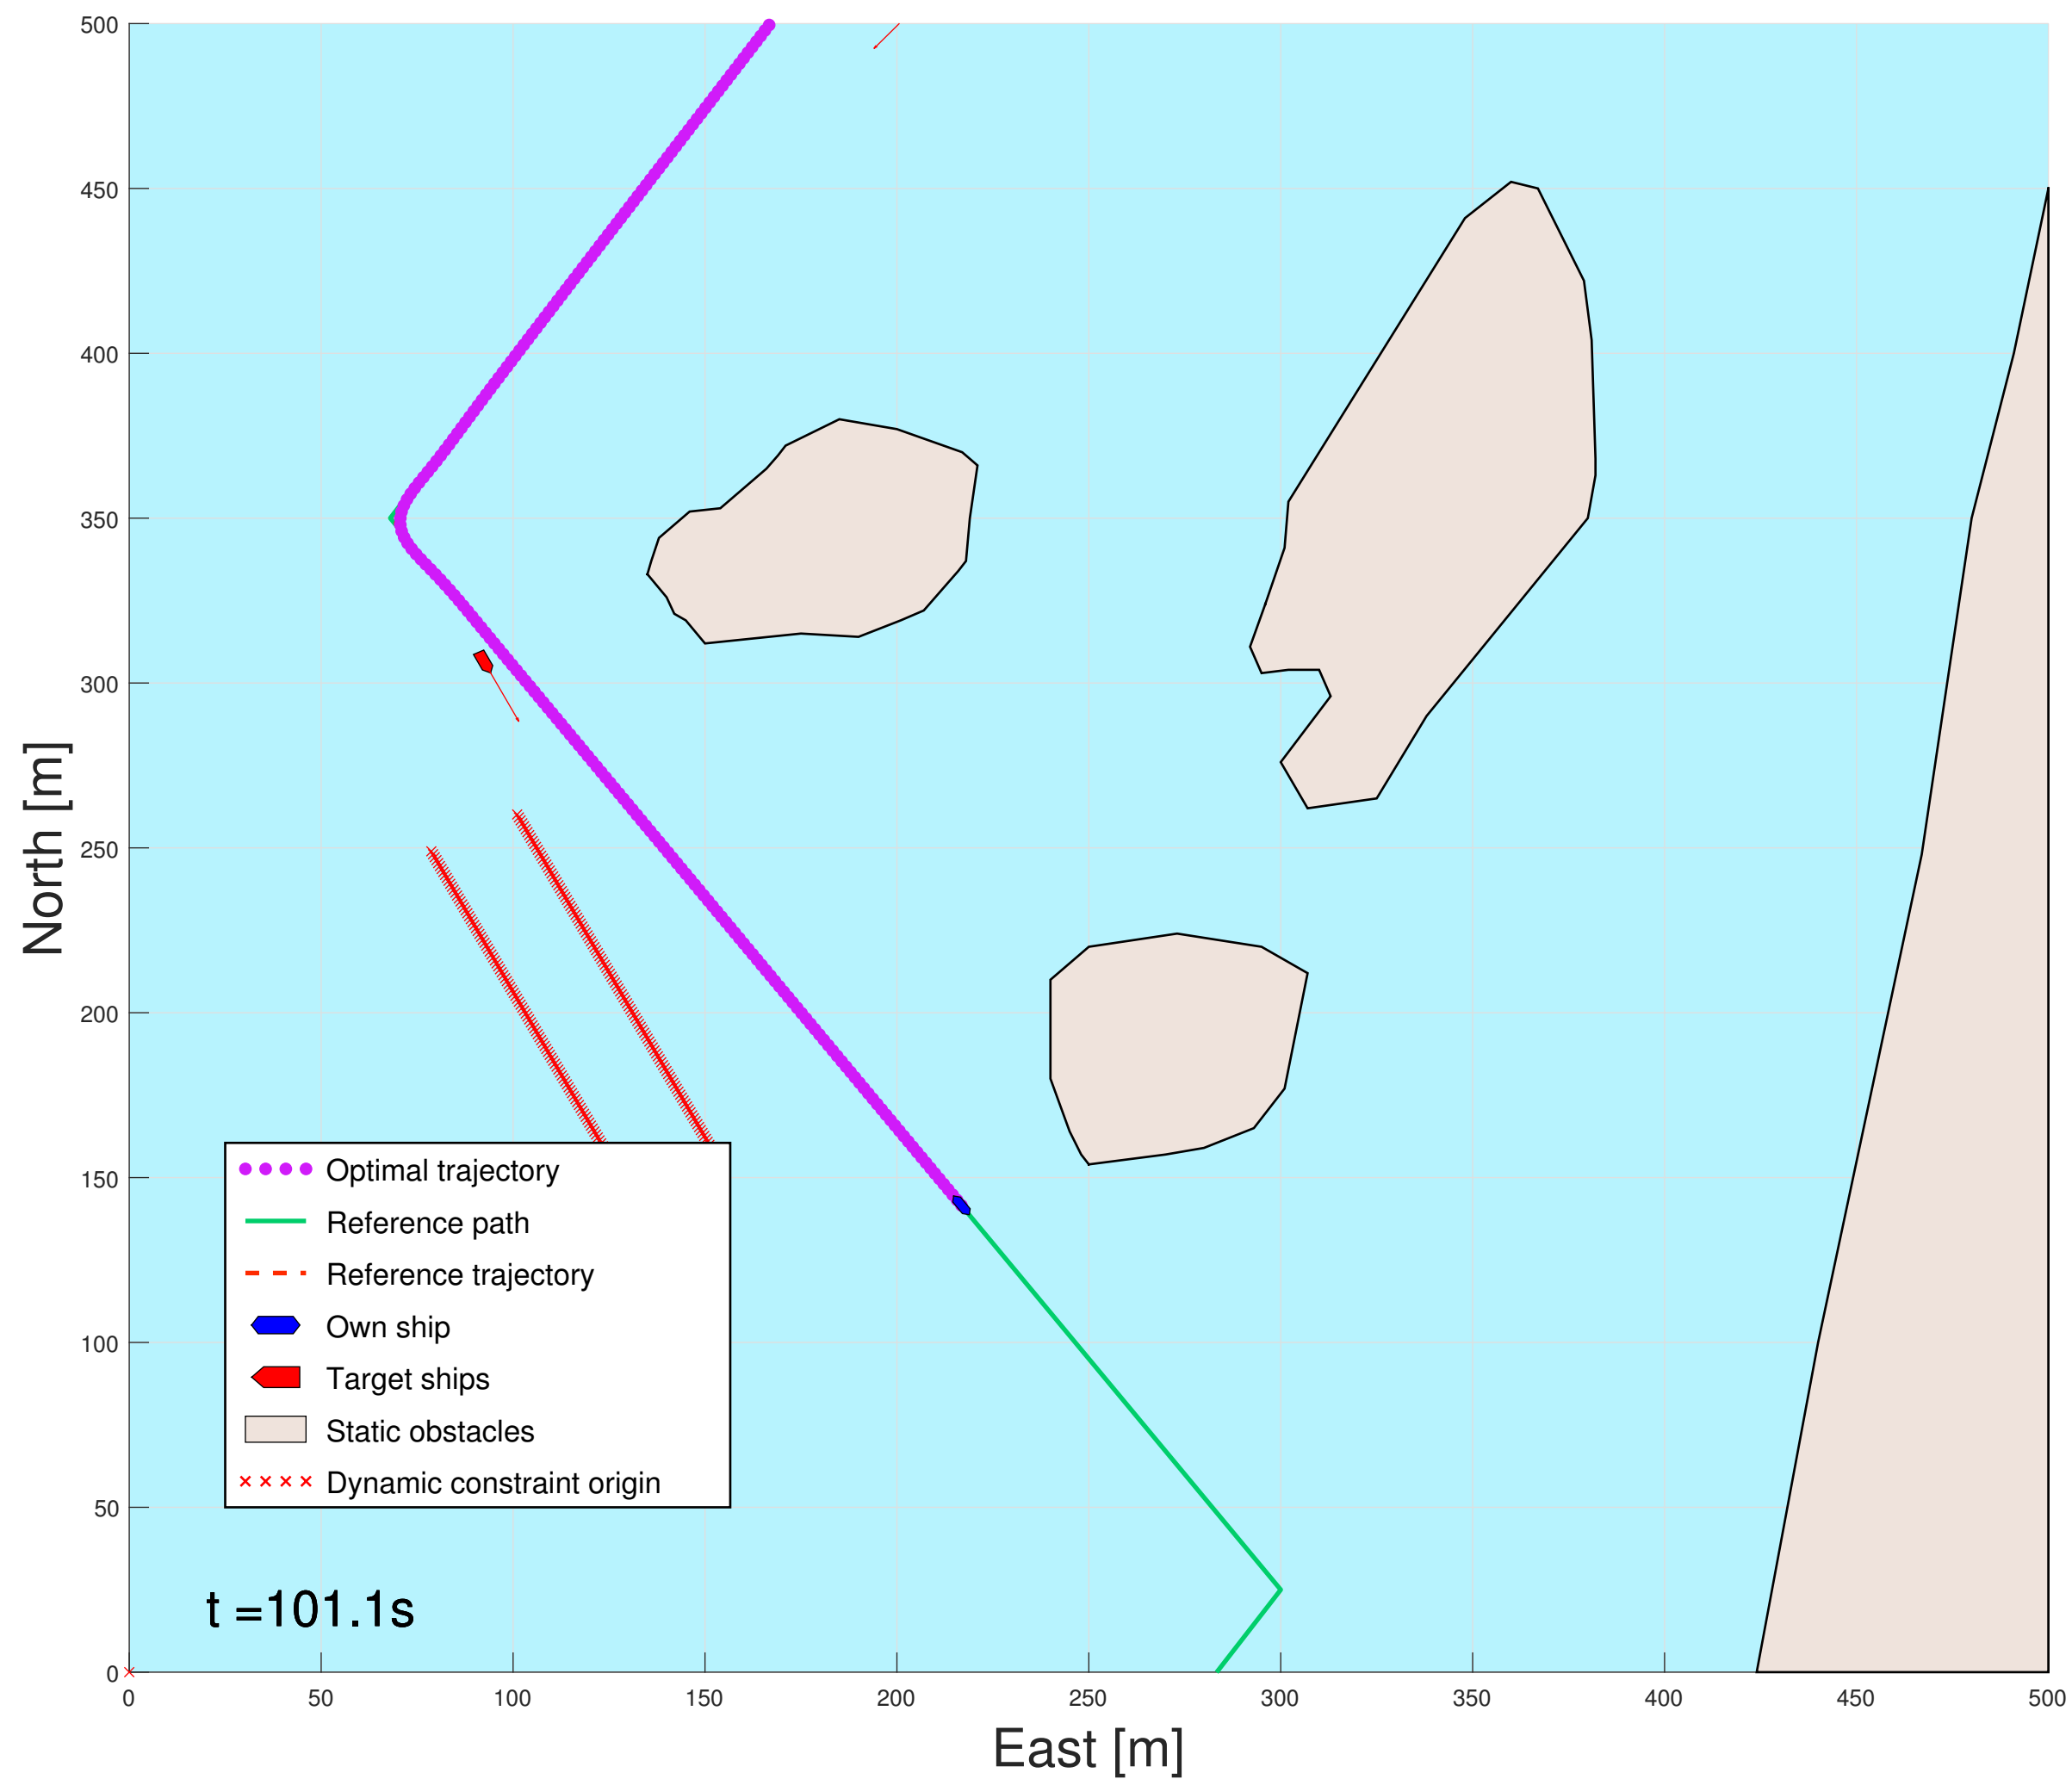 500
450
400
350
300
250
200
150
100
50
0
North [m]
Optimal trajectory
Reference path
Reference trajectory
Own ship
Target ships
Static obstacles
Dynamic constraint origin
t =101.1s
0 50 100 150 200 250 300 350 400 450 500
East [m]